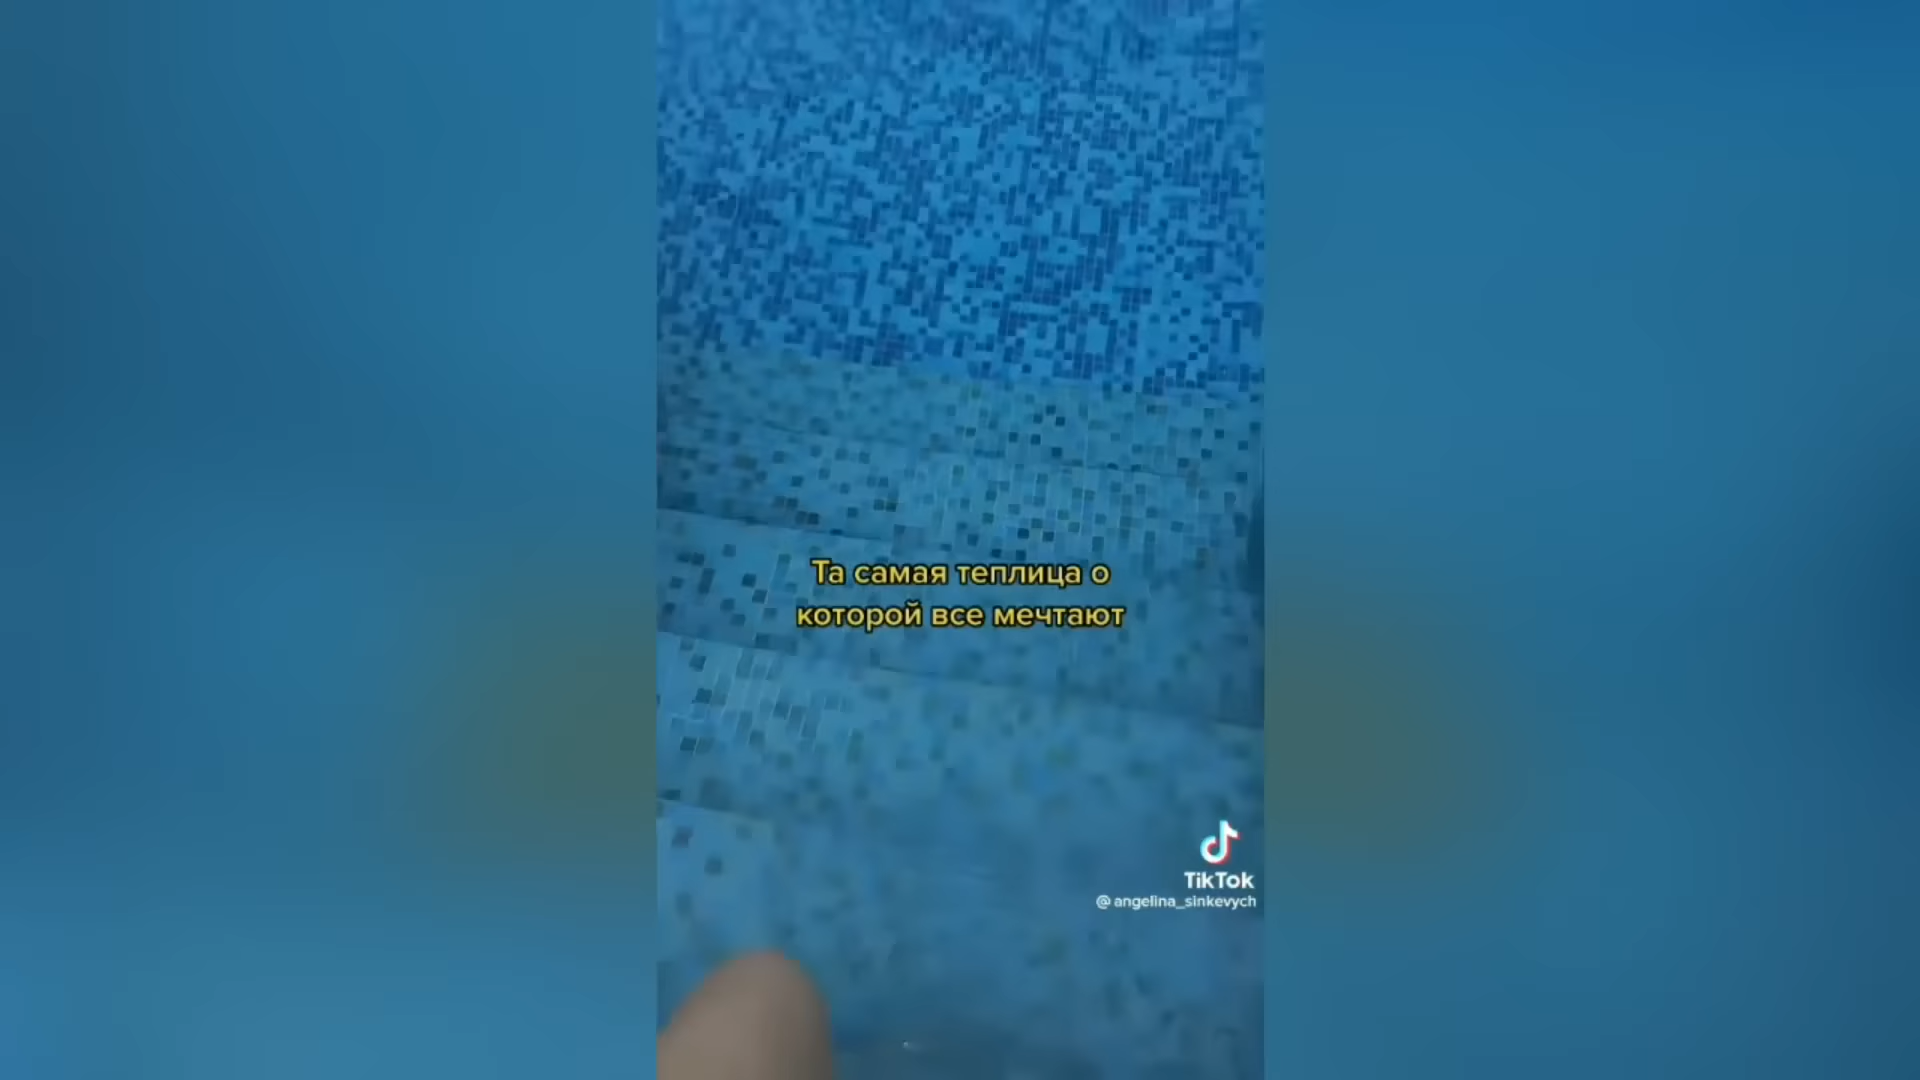 Та самая теплица о
которой все мечтают
TikTok
@angelina_sinkevych